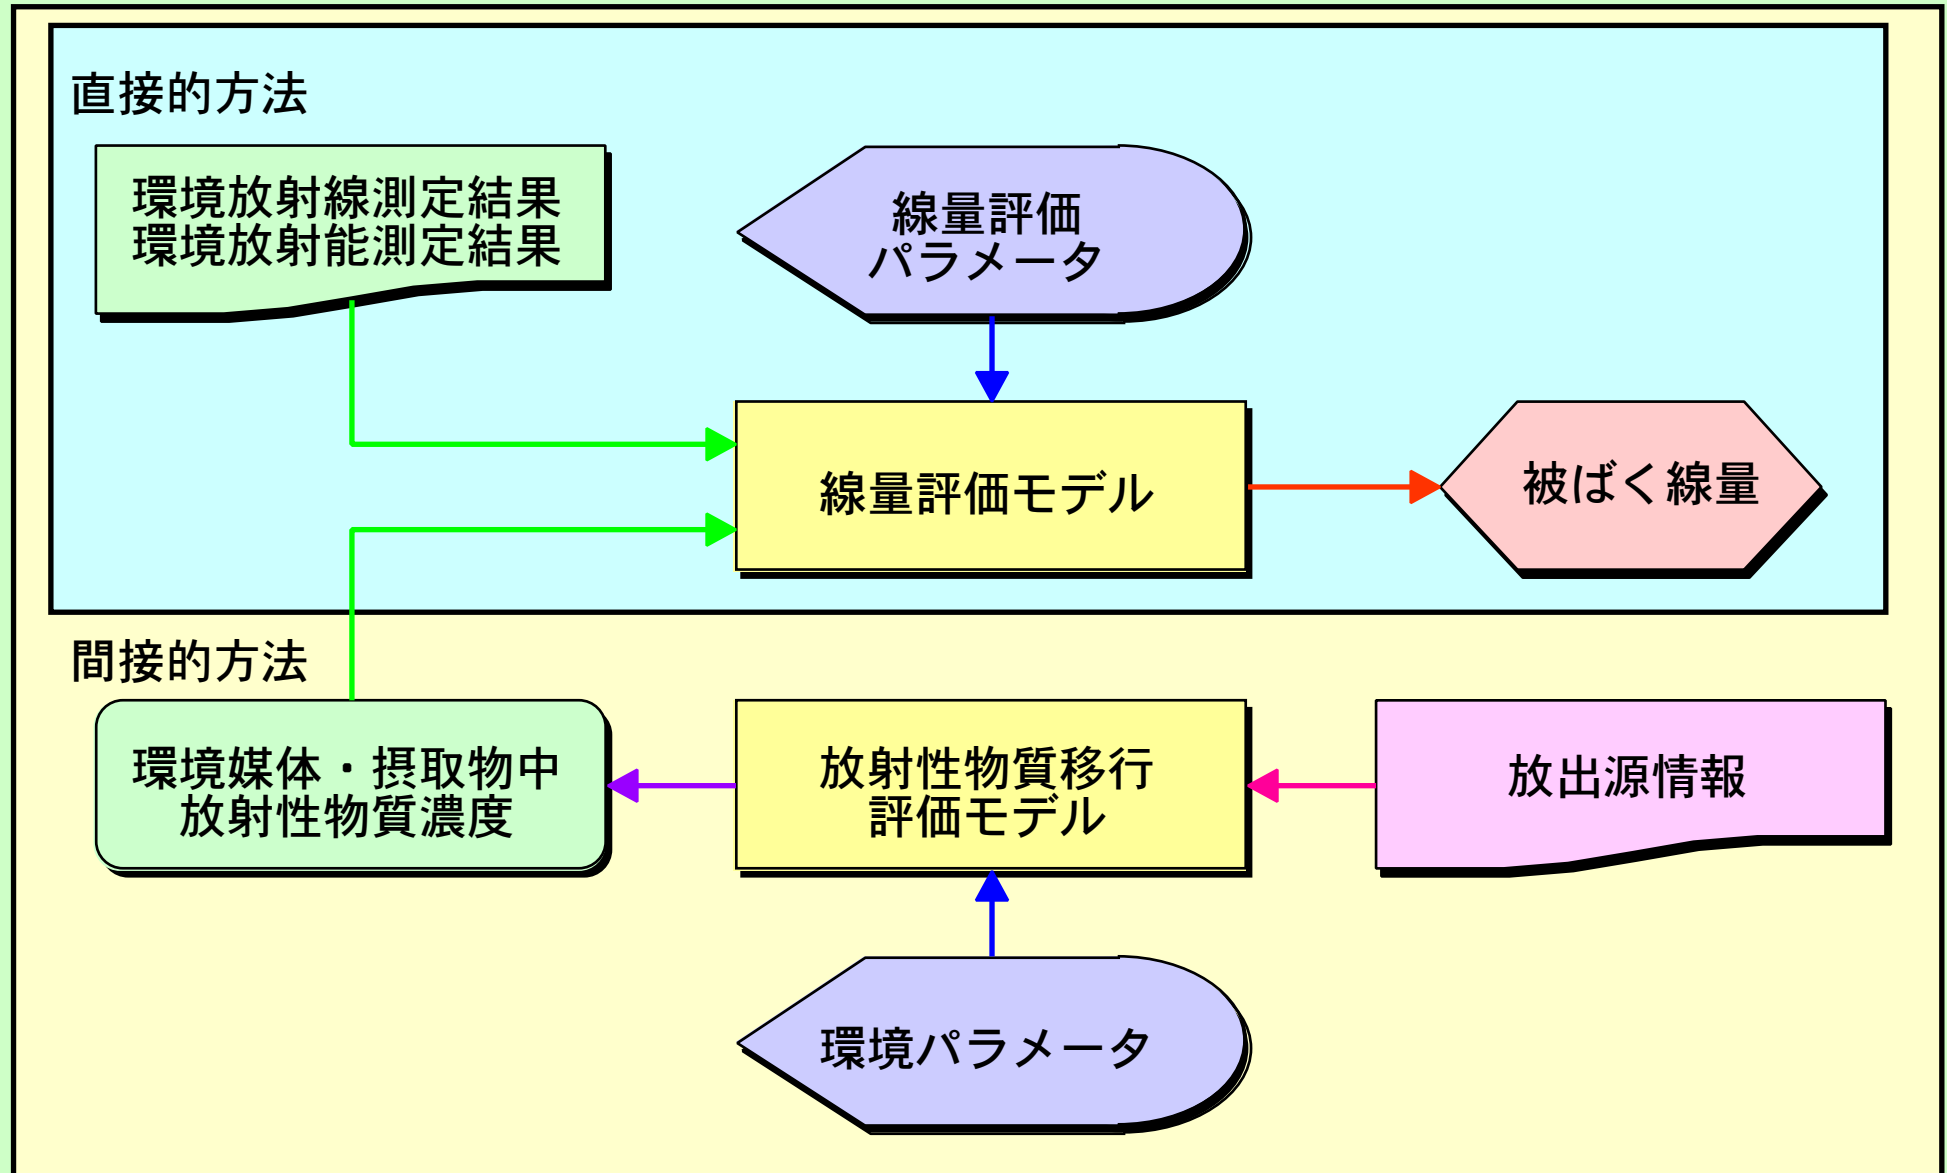 直接的方法
環境放射線測定結果
環境放射能測定結果
線量評価
パラメータ
線量評価モデル
被ばく線量
間接的方法
環境媒体・摂取物中
放射性物質濃度
放射性物質移行
評価モデル
放出源情報
環境パラメータ